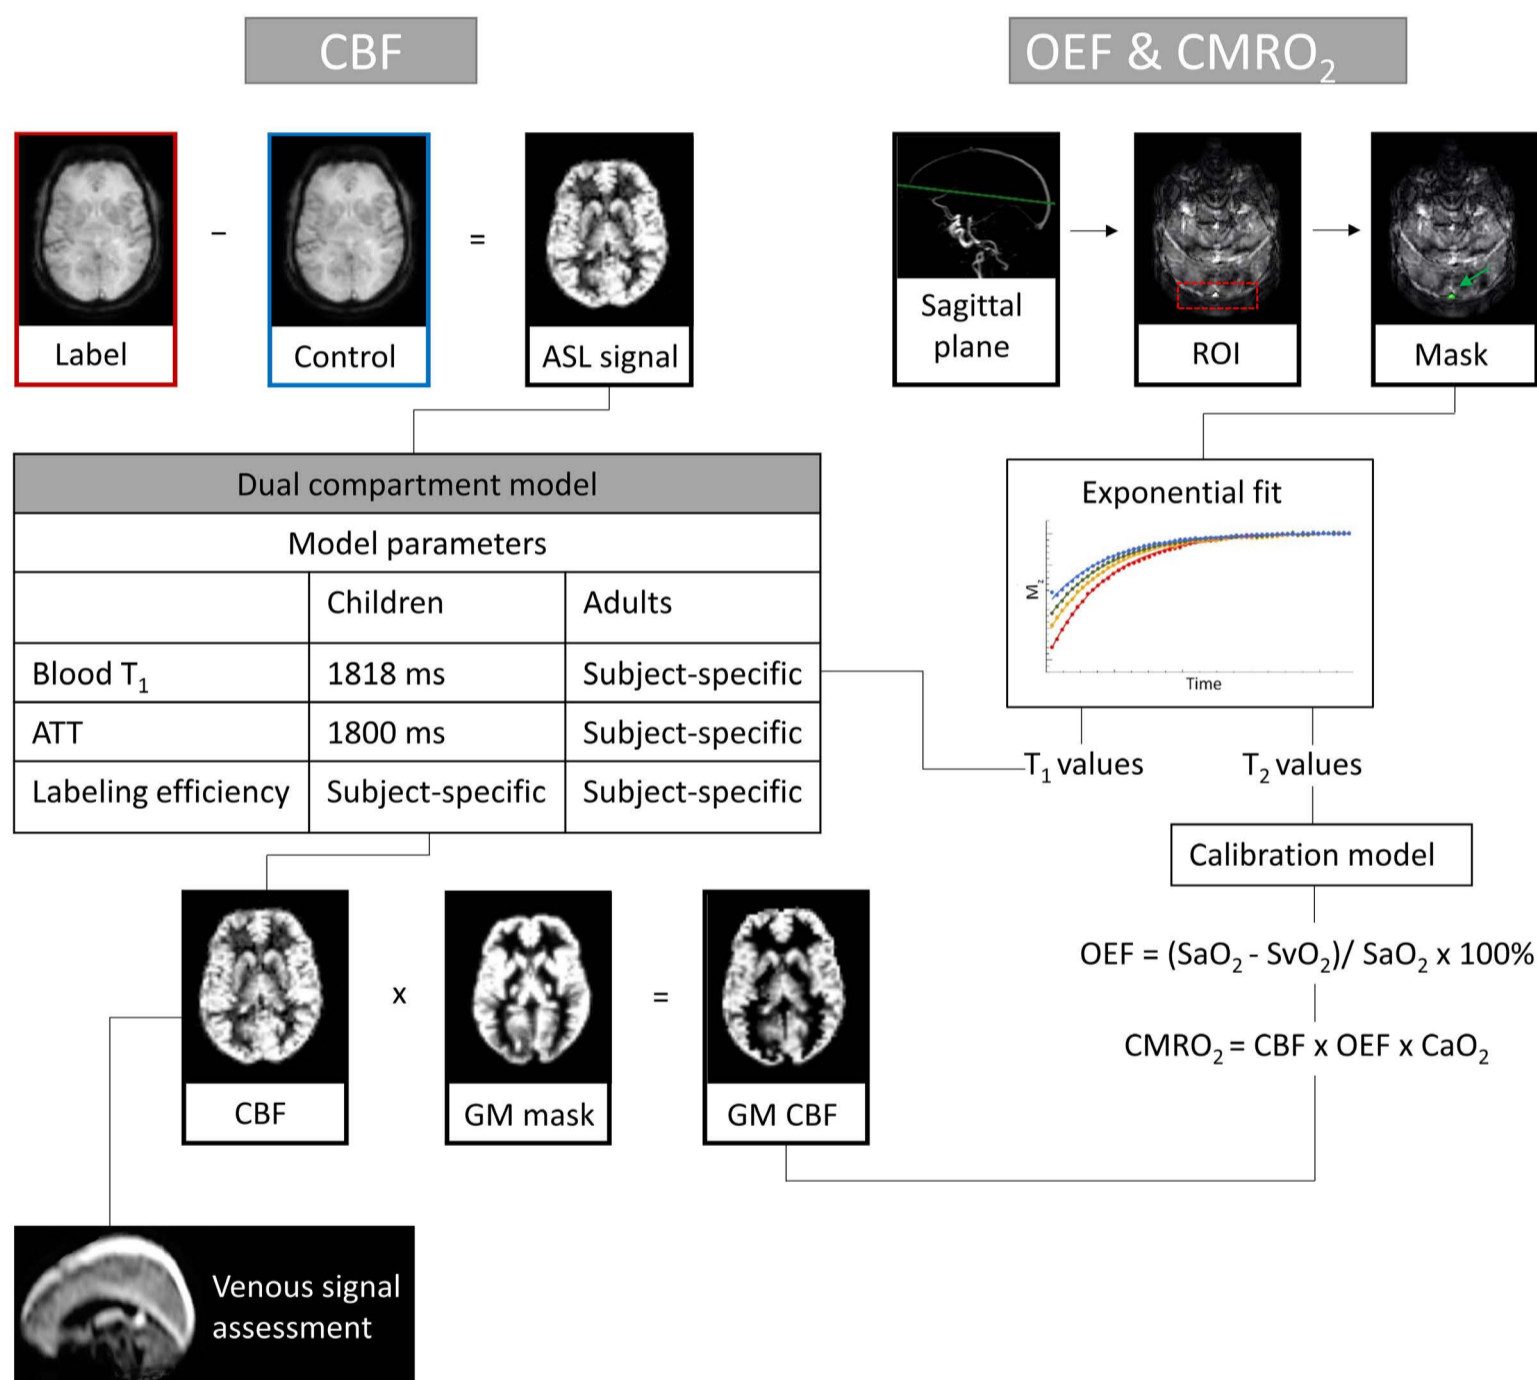 CBF
OEF & CMRO₂
–
=
Label
Control
ASL signal
Sagittal
plane
ROI
Mask
Dual compartment model
Model parameters
Children Adults
Blood T₁ 1818 ms Subject-specific
ATT 1800 ms Subject-specific
Labeling efficiency Subject-specific Subject-specific
Exponential fit
M_z
Time
T₁ values
T₂ values
Calibration model
OEF = (SaO₂ - SvO₂)/ SaO₂ x 100%
CMRO₂ = CBF x OEF x CaO₂
x
=
CBF
GM mask
GM CBF
Venous signal
assessment